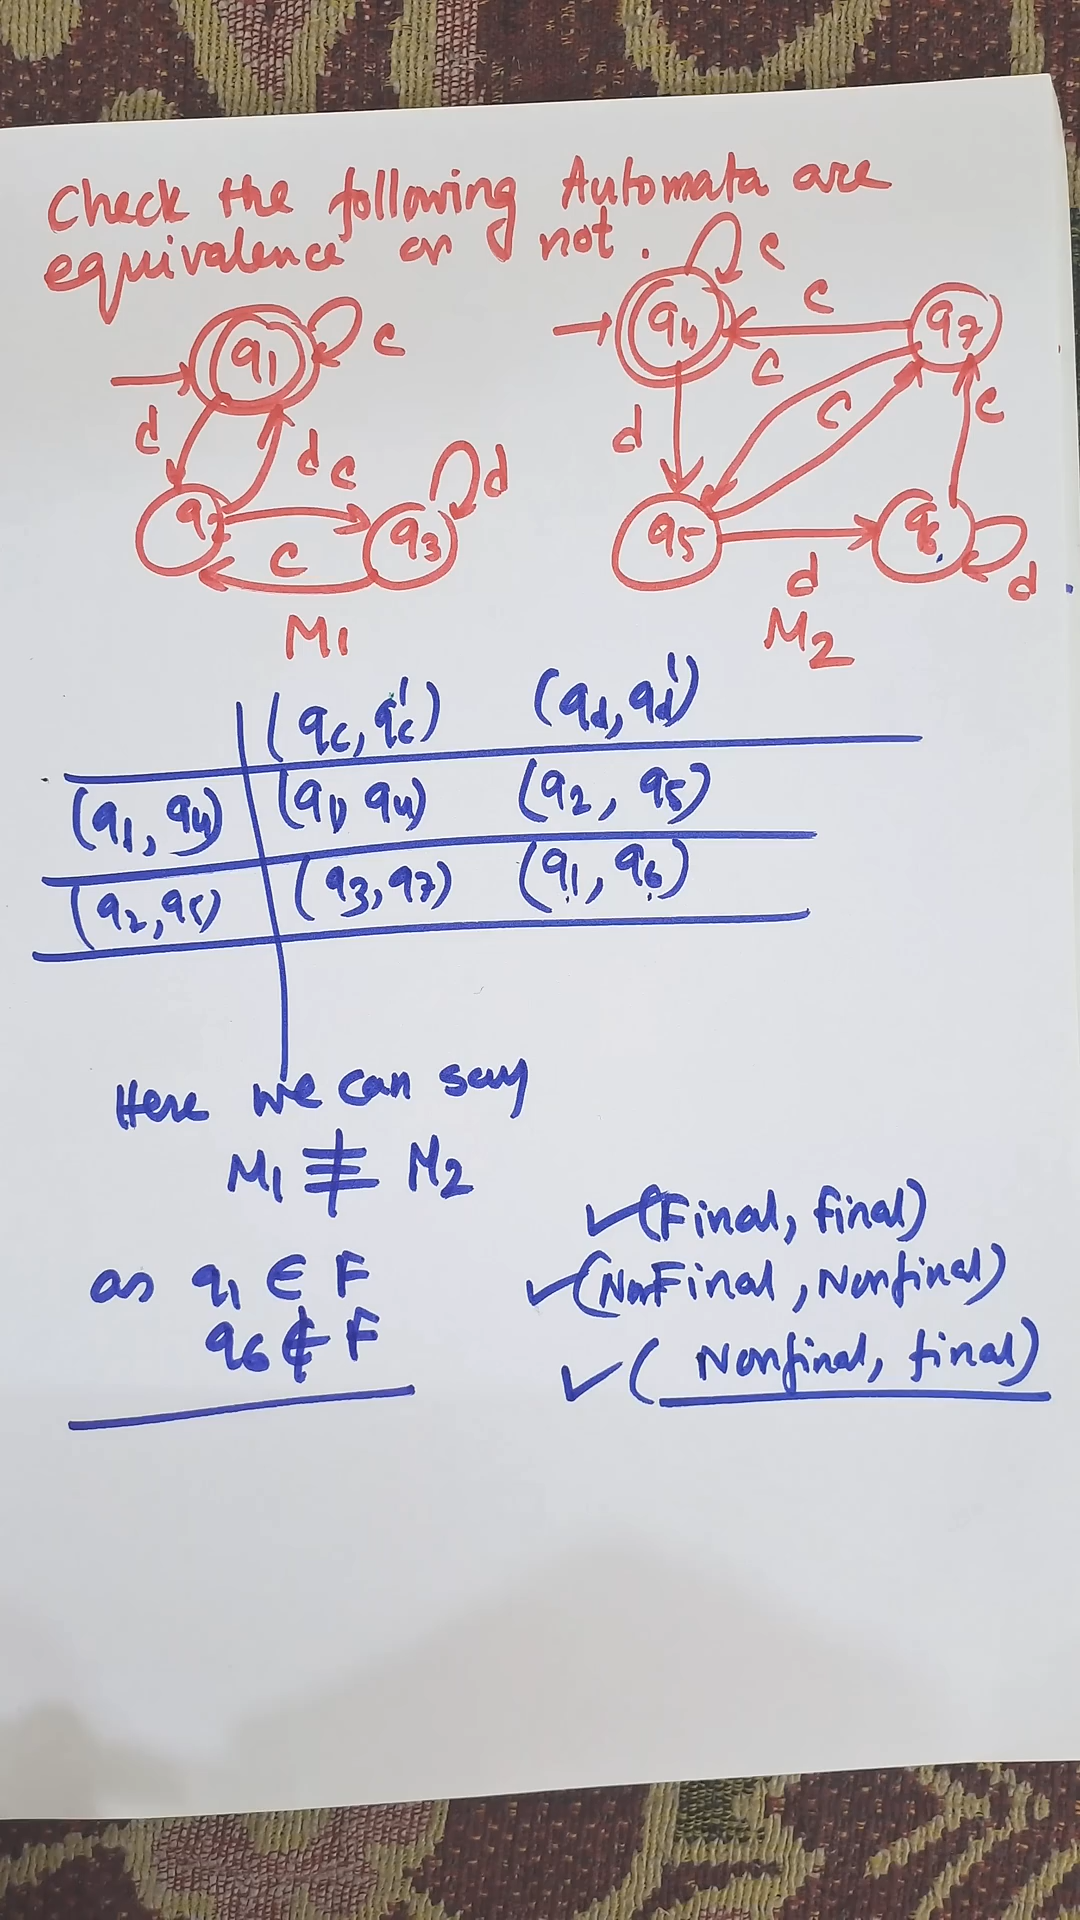 Check the following Automata are
equivalence or not.
q1 c
d d c d
q2 q3
c
M1
q4 c c q7
c c c
d
q5 q6 d
d
M2
(qc, qc') (qd, qd')
(q1, q4) (q1, q4) (q2, q5)
(q2, q5) (q3, q7) (q1, q6)
Here we can say
M1 ≢ M2
as q1 ∈ F
q6 ∉ F
✓(Final, final)
✓(NonFinal, Nonfinal)
✓( Nonfinal, final)